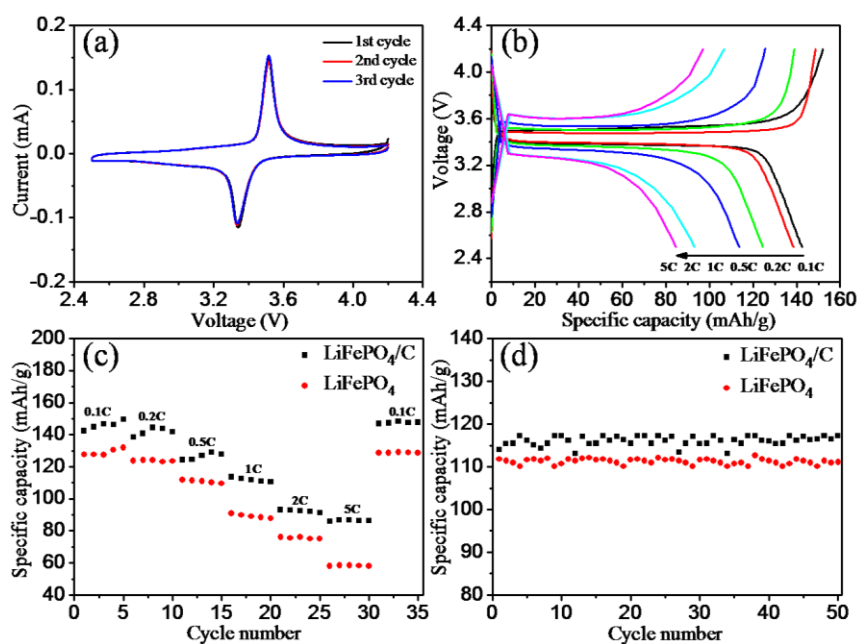 (a)
1st cycle
2nd cycle
3rd cycle
0.2
0.1
0.0
-0.1
-0.2
Current (mA)
2.4 3.0 3.6 4.2 4.4
Voltage (V)
(b)
4.2
3.6
3.0
2.4
Voltage (V)
5C 2C 1C 0.5C 0.2C 0.1C
0 20 40 60 80 100 120 140 160
Specific capacity (mAh/g)
(c)
LiFePO4/C
LiFePO4
200
180
160
140
120
100
80
60
40
Specific capacity (mAh/g)
0.1C 0.2C 0.5C 1C 2C 5C 0.1C
0 5 10 15 20 25 30 35
Cycle number
(d)
LiFePO4/C
LiFePO4
140
130
120
110
100
90
80
Specific capacity (mAh/g)
0 10 20 30 40 50
Cycle number